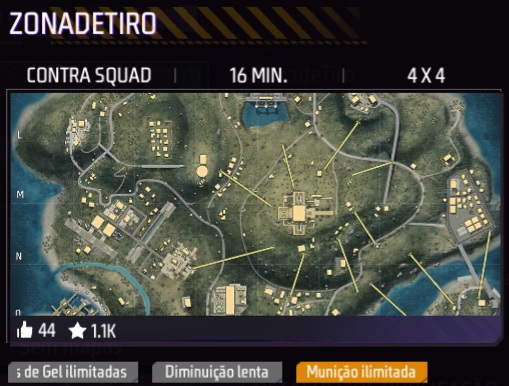 ZONADETIRO
CONTRA SQUAD | 16 MIN. | 4 X 4
L
M
N
44 1.1K
s de Gel ilimitadas Diminuição lenta Munição ilimitada